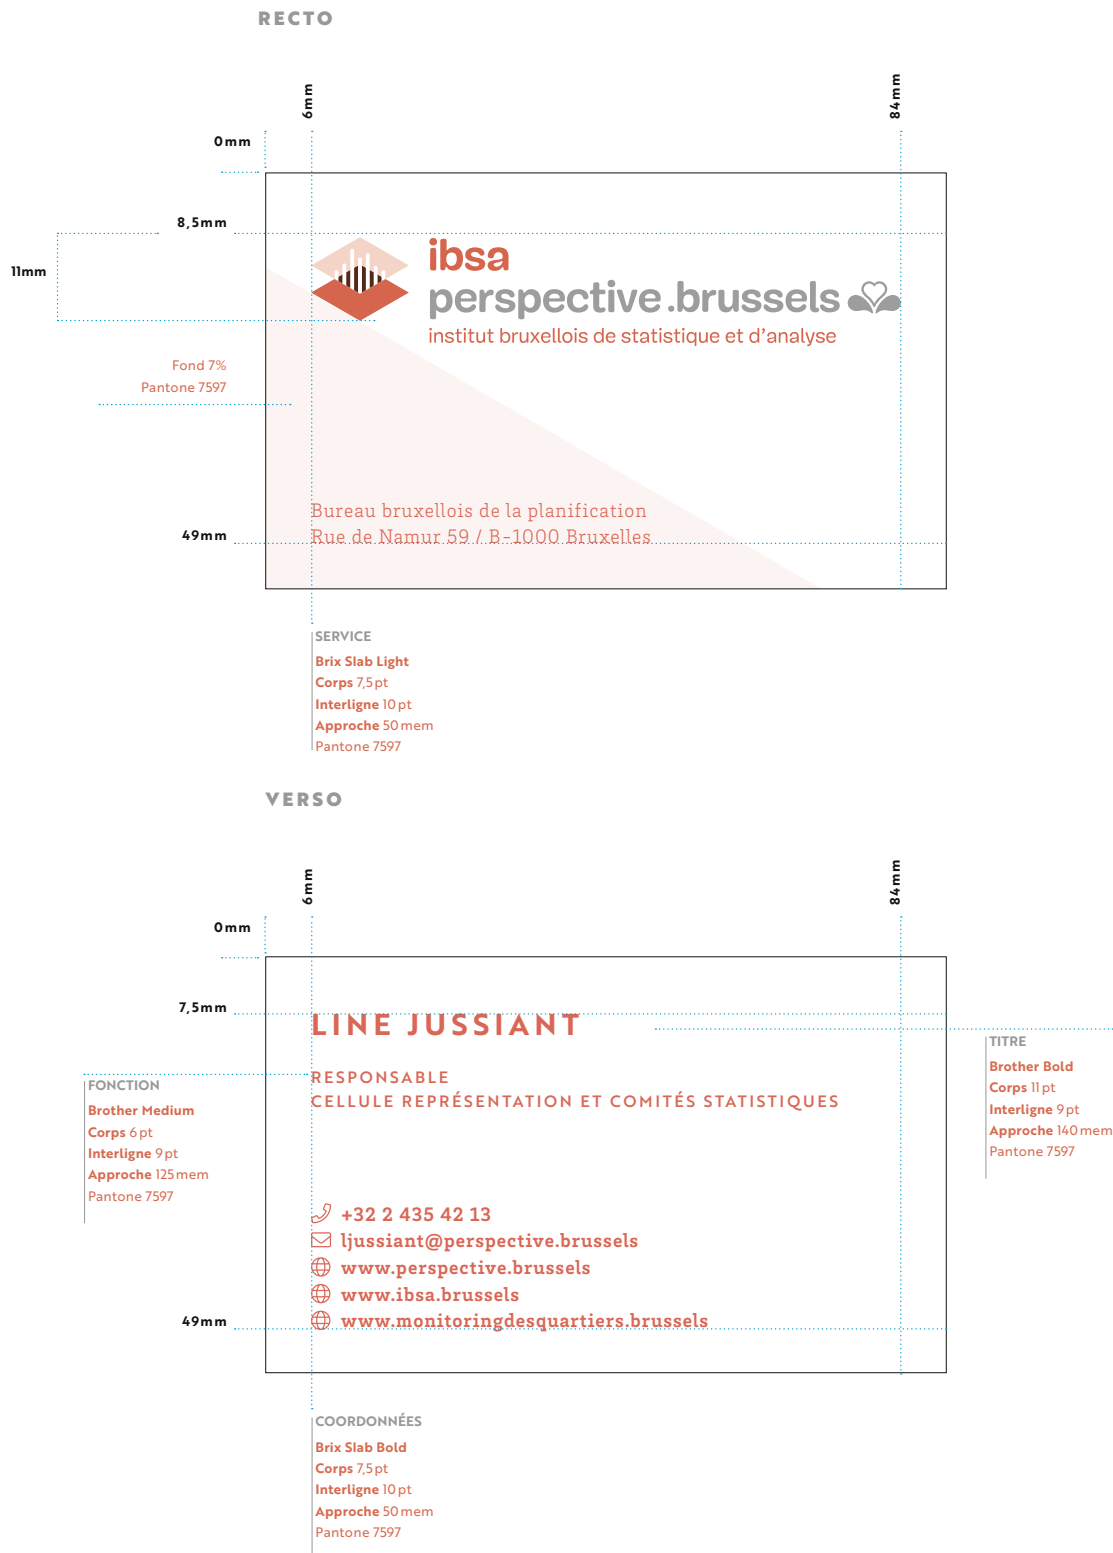 RECTO
6mm
84mm
0mm
8,5mm
11mm
ibsa
perspective.brussels
institut bruxellois de statistique et d’analyse
Fond 7%
Pantone 7597
Bureau bruxellois de la planification
Rue de Namur 59 / B-1000 Bruxelles
49mm
SERVICE
Brix Slab Light
Corps 7,5 pt
Interligne 10 pt
Approche 50 mem
Pantone 7597
VERSO
6mm
84mm
0mm
7,5mm
LINE JUSSIANT
TITRE
Brother Bold
Corps 11 pt
Interligne 9 pt
Approche 140 mem
Pantone 7597
RESPONSABLE
CELLULE REPRÉSENTATION ET COMITÉS STATISTIQUES
FONCTION
Brother Medium
Corps 6 pt
Interligne 9 pt
Approche 125 mem
Pantone 7597
+32 2 435 42 13
ljussiant@perspective.brussels
www.perspective.brussels
www.ibsa.brussels
www.monitoringdesquartiers.brussels
49mm
COORDONNÉES
Brix Slab Bold
Corps 7,5 pt
Interligne 10 pt
Approche 50 mem
Pantone 7597